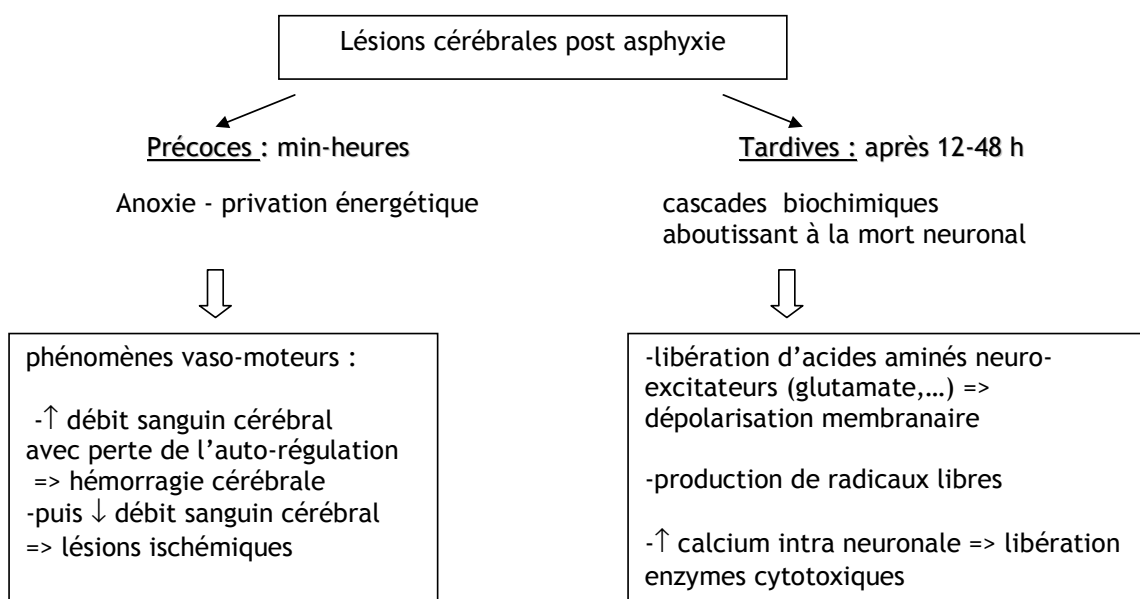 Lésions cérébrales post asphyxie
Précoces : min-heures
Anoxie - privation énergétique
phénomènes vaso-moteurs :
-↑ débit sanguin cérébral
avec perte de l’auto-régulation
=> hémorragie cérébrale
-puis ↓ débit sanguin cérébral
=> lésions ischémiques
Tardives : après 12-48 h
cascades biochimiques
aboutissant à la mort neuronal
-libération d’acides aminés neuro-
excitateurs (glutamate,…) =>
dépolarisation membranaire
-production de radicaux libres
-↑ calcium intra neuronale => libération
enzymes cytotoxiques